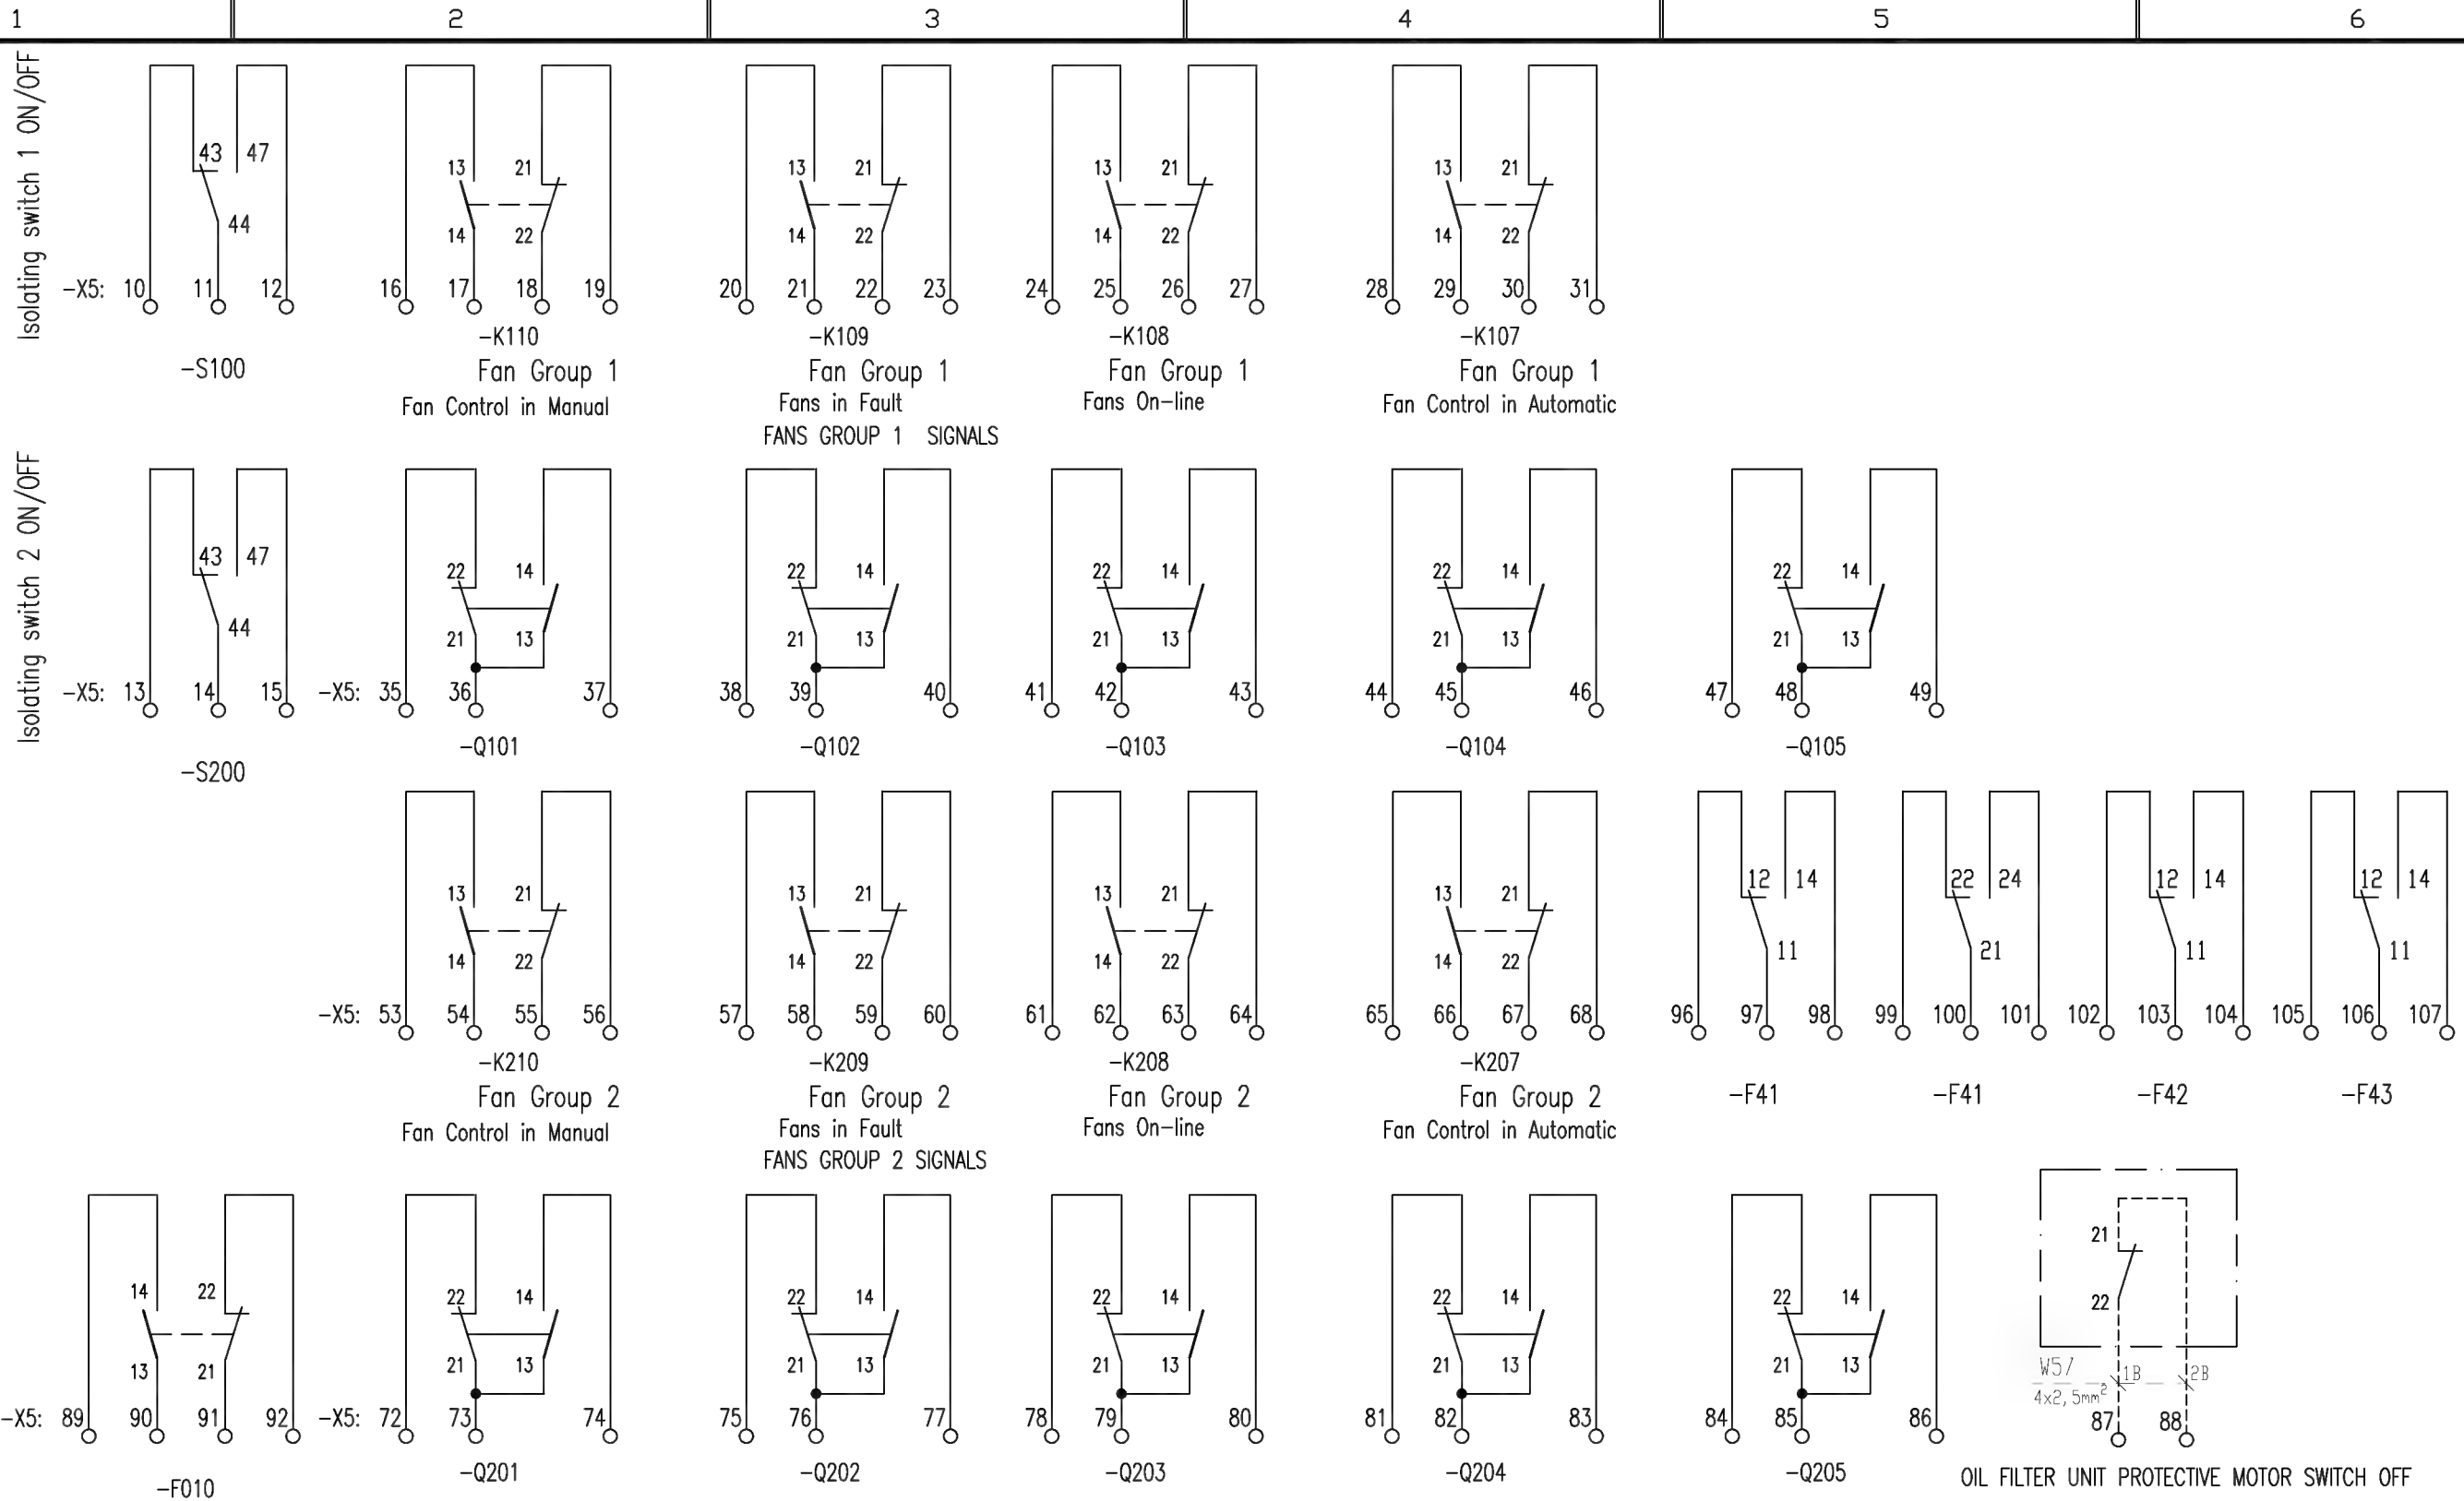 1 2 3 4 5 6
Isolating switch 1 ON/OFF
43 47
44
13 21
14 22
13 21
14 22
13 21
14 22
13 21
14 22
-X5: 10 11 12 16 17 18 19 20 21 22 23 24 25 26 27 28 29 30 31
-S100
-K110
Fan Group 1
Fan Control in Manual
-K109
Fan Group 1
Fans in Fault
-K108
Fan Group 1
Fans On-line
-K107
Fan Group 1
Fan Control in Automatic
FANS GROUP 1 SIGNALS
Isolating switch 2 ON/OFF
43 47
44
22 14
21 13
22 14
21 13
22 14
21 13
22 14
21 13
22 14
21 13
-X5: 13 14 15 -X5: 35 36 37 38 39 40 41 42 43 44 45 46 47 48 49
-S200
-Q101 -Q102 -Q103 -Q104 -Q105
13 21
14 22
13 21
14 22
13 21
14 22
13 21
14 22
12 14
11
22 24
21
12 14
11
12 14
11
-X5: 53 54 55 56 57 58 59 60 61 62 63 64 65 66 67 68 96 97 98 99 100 101 102 103 104 105 106 107
-K210
Fan Group 2
Fan Control in Manual
-K209
Fan Group 2
Fans in Fault
-K208
Fan Group 2
Fans On-line
-K207
Fan Group 2
Fan Control in Automatic
-F41 -F41 -F42 -F43
FANS GROUP 2 SIGNALS
14 22
13 21
22 14
21 13
22 14
21 13
22 14
21 13
22 14
21 13
22 14
21 13
21
22
W57 1B 2B
4x2,5mm²
-X5: 89 90 91 92 -X5: 72 73 74 75 76 77 78 79 80 81 82 83 84 85 86 87 88
-F010
-Q201 -Q202 -Q203 -Q204 -Q205
OIL FILTER UNIT PROTECTIVE MOTOR SWITCH OFF